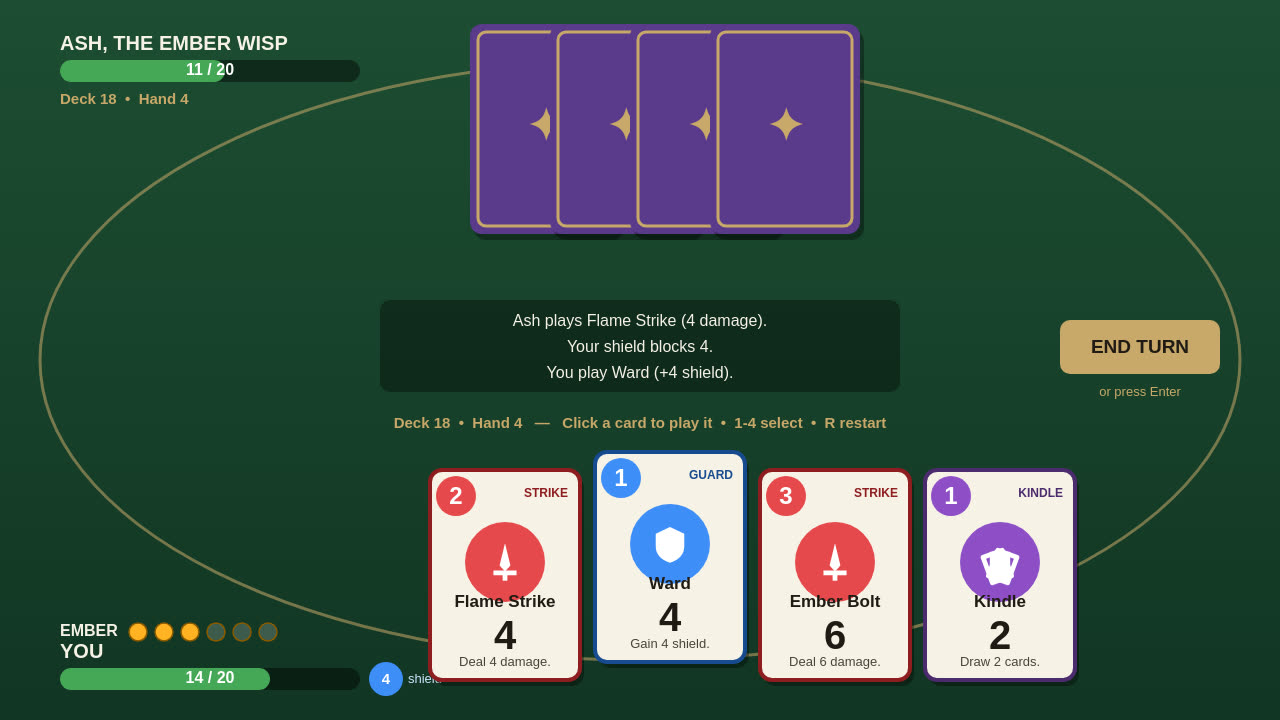 ASH, THE EMBER WISP
11 / 20
Deck 18 • Hand 4
Ash plays Flame Strike (4 damage).
Your shield blocks 4.
You play Ward (+4 shield).
END TURN
or press Enter
Deck 18 • Hand 4 — Click a card to play it • 1-4 select • R restart
2 STRIKE
Flame Strike
4
Deal 4 damage.
1 GUARD
Ward
4
Gain 4 shield.
3 STRIKE
Ember Bolt
6
Deal 6 damage.
1 KINDLE
Kindle
2
Draw 2 cards.
EMBER
YOU
14 / 20
4 shield